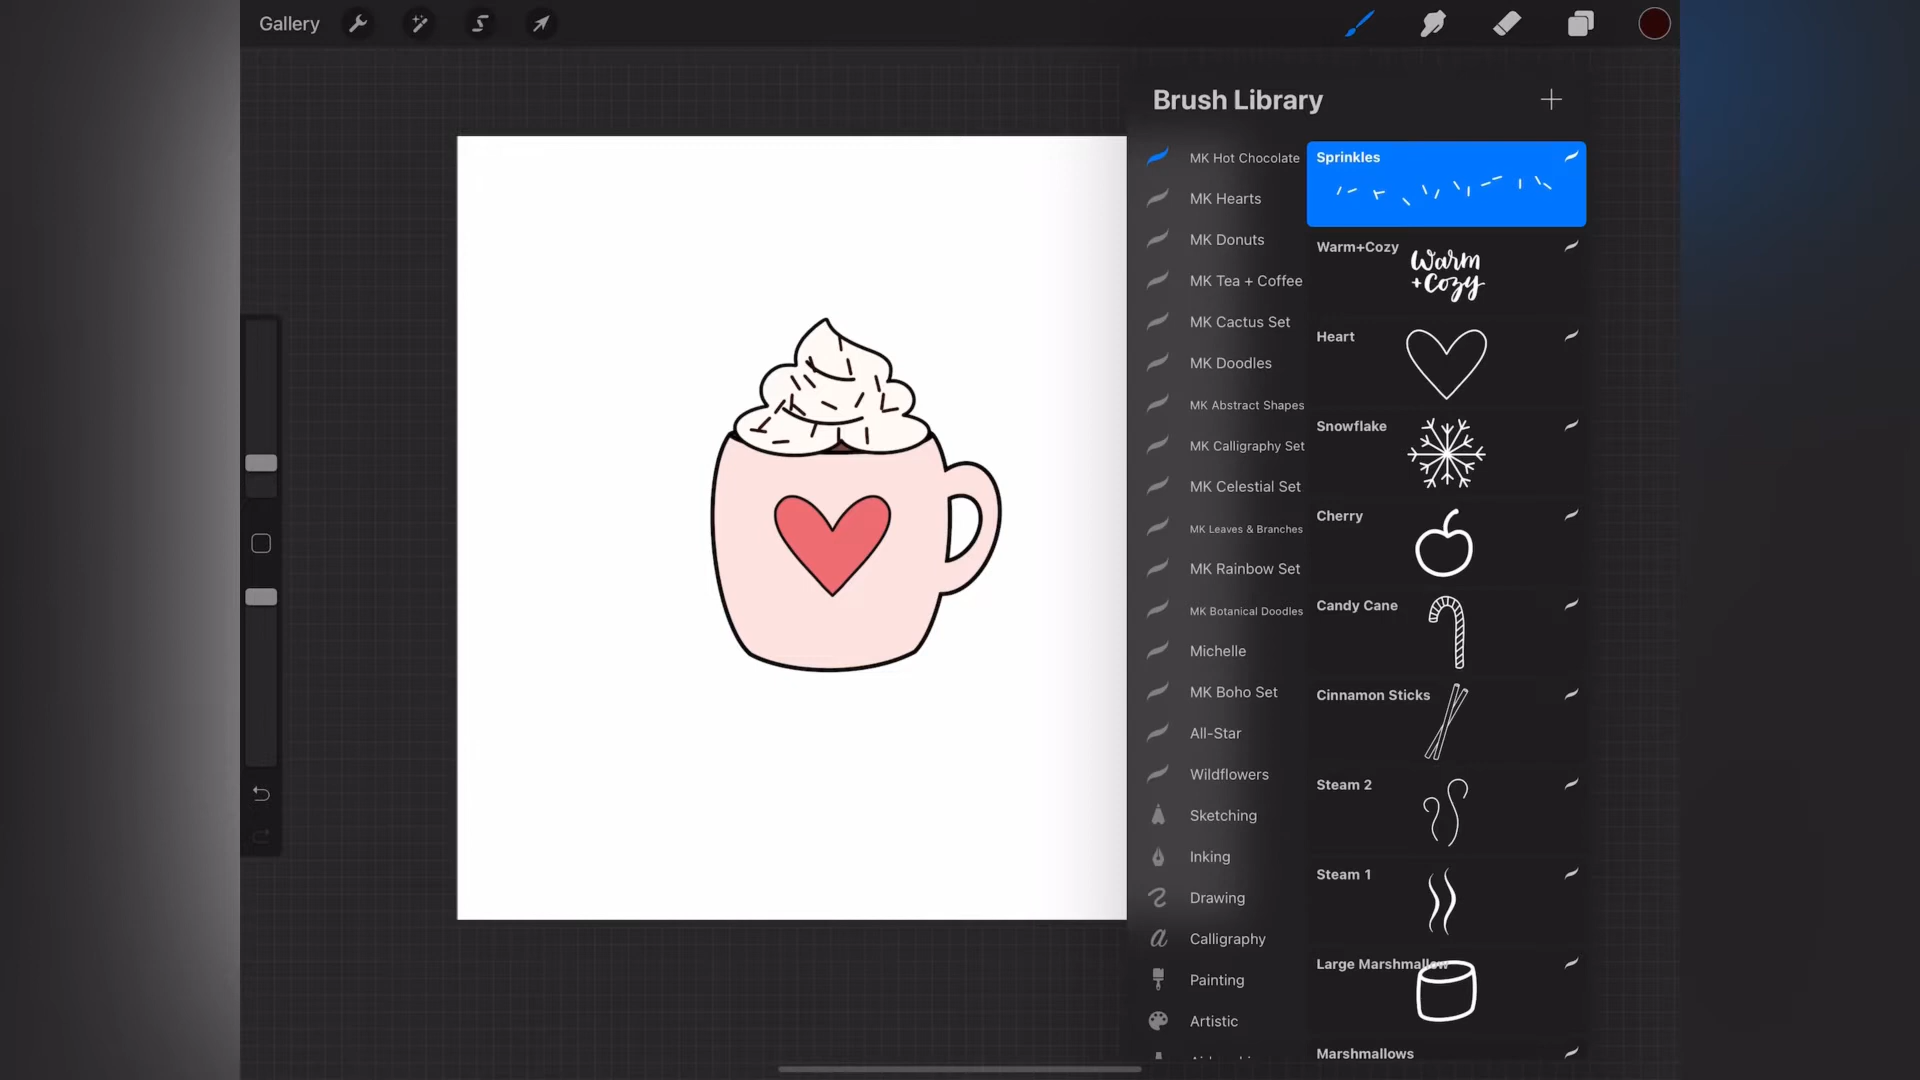 Gallery
Brush Library
MK Hot Chocolate
MK Hearts
MK Donuts
MK Tea + Coffee
MK Cactus Set
MK Doodles
MK Abstract Shapes
MK Calligraphy Set
MK Celestial Set
MK Leaves & Branches
MK Rainbow Set
MK Botanical Doodles
Michelle
MK Boho Set
All-Star
Wildflowers
Sketching
Inking
Drawing
Calligraphy
Painting
Artistic
Sprinkles
Warm+Cozy
Warm
+Cozy
Heart
Snowflake
Cherry
Candy Cane
Cinnamon Sticks
Steam 2
Steam 1
Large Marshmallow
Marshmallows